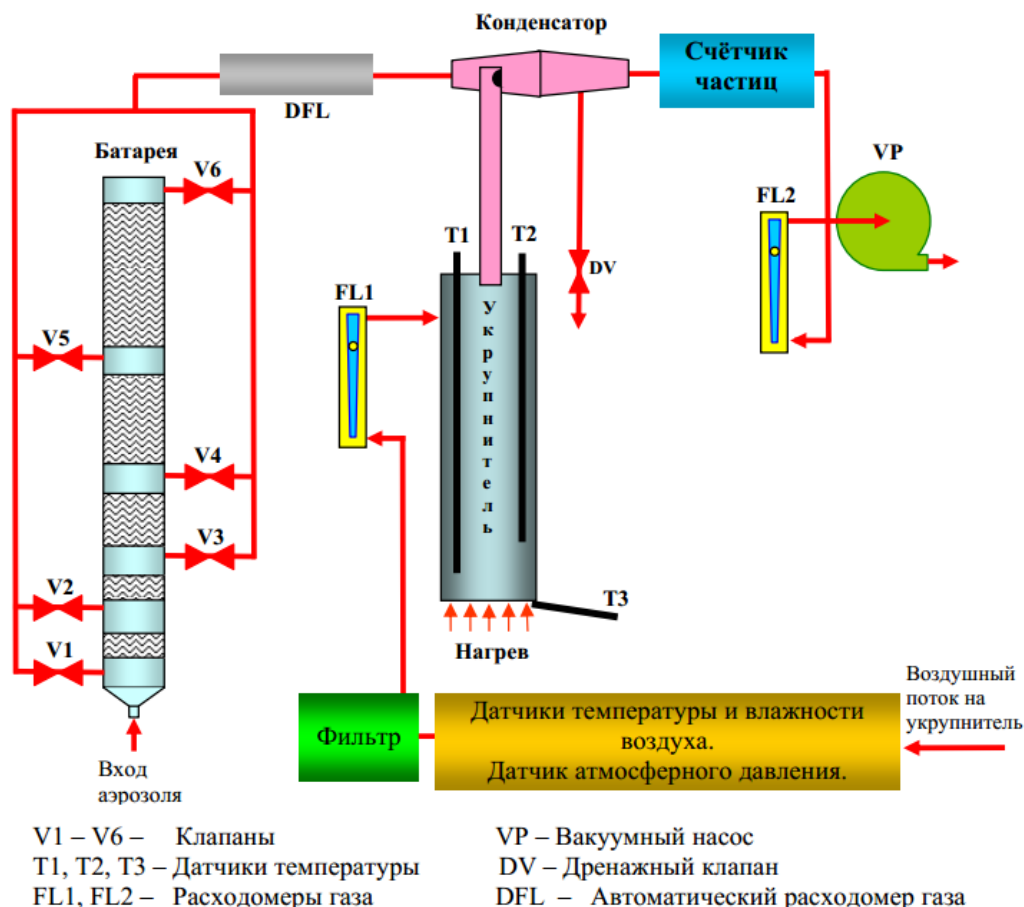 Конденсатор
Счётчик
частиц
DFL
Батарея
V6
VP
FL2
T1
T2
DV
FL1
Укрупнитель
V5
V4
V3
V2
V1
T3
Нагрев
Воздушный
поток на
укрупнитель
Фильтр
Датчики температуры и влажности
воздуха.
Датчик атмосферного давления.
Вход
аэрозоля
V1 – V6 – Клапаны
VP – Вакуумный насос
T1, T2, T3 – Датчики температуры
DV – Дренажный клапан
FL1, FL2 – Расходомеры газа
DFL – Автоматический расходомер газа